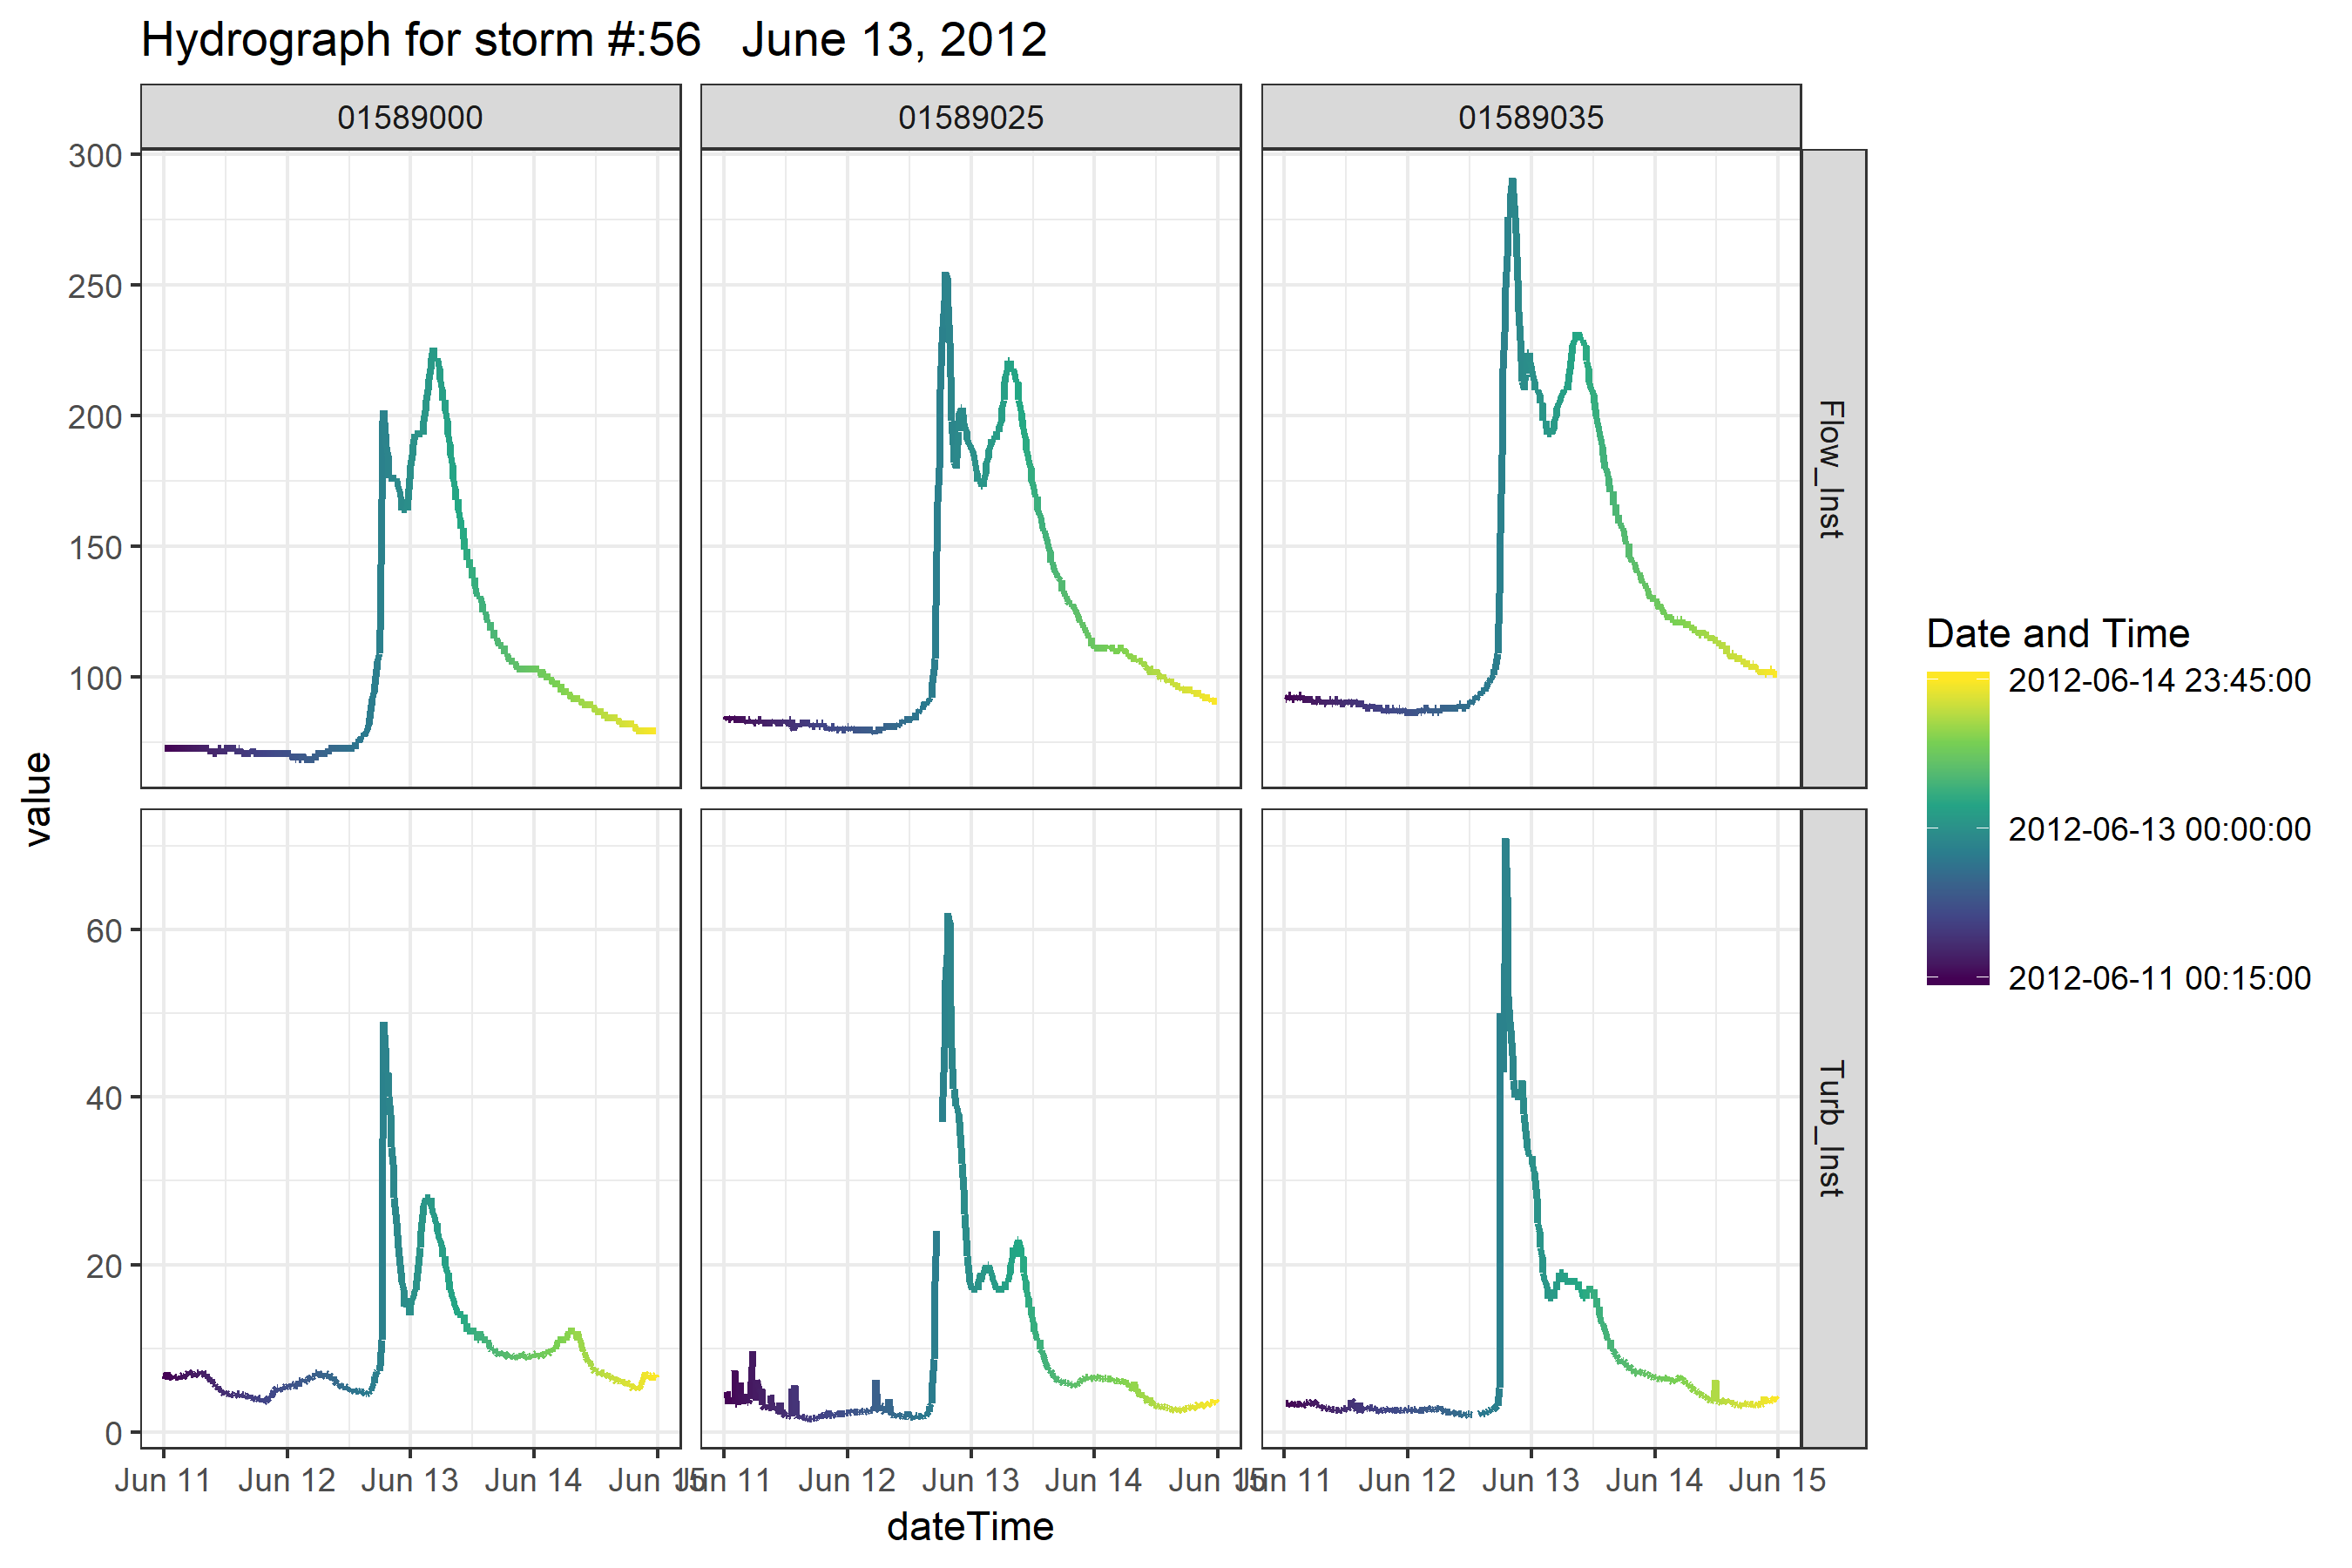 Hydrograph for storm #:56   June 13, 2012
01589000
01589025
01589035
300
250
200
150
100
Flow_Inst
60
40
20
0
Turb_Inst
value
Jun 11
Jun 12
Jun 13
Jun 14
Jun 15
Jun 11
Jun 12
Jun 13
Jun 14
Jun 15
Jun 11
Jun 12
Jun 13
Jun 14
Jun 15
dateTime
Date and Time
2012-06-14 23:45:00
2012-06-13 00:00:00
2012-06-11 00:15:00